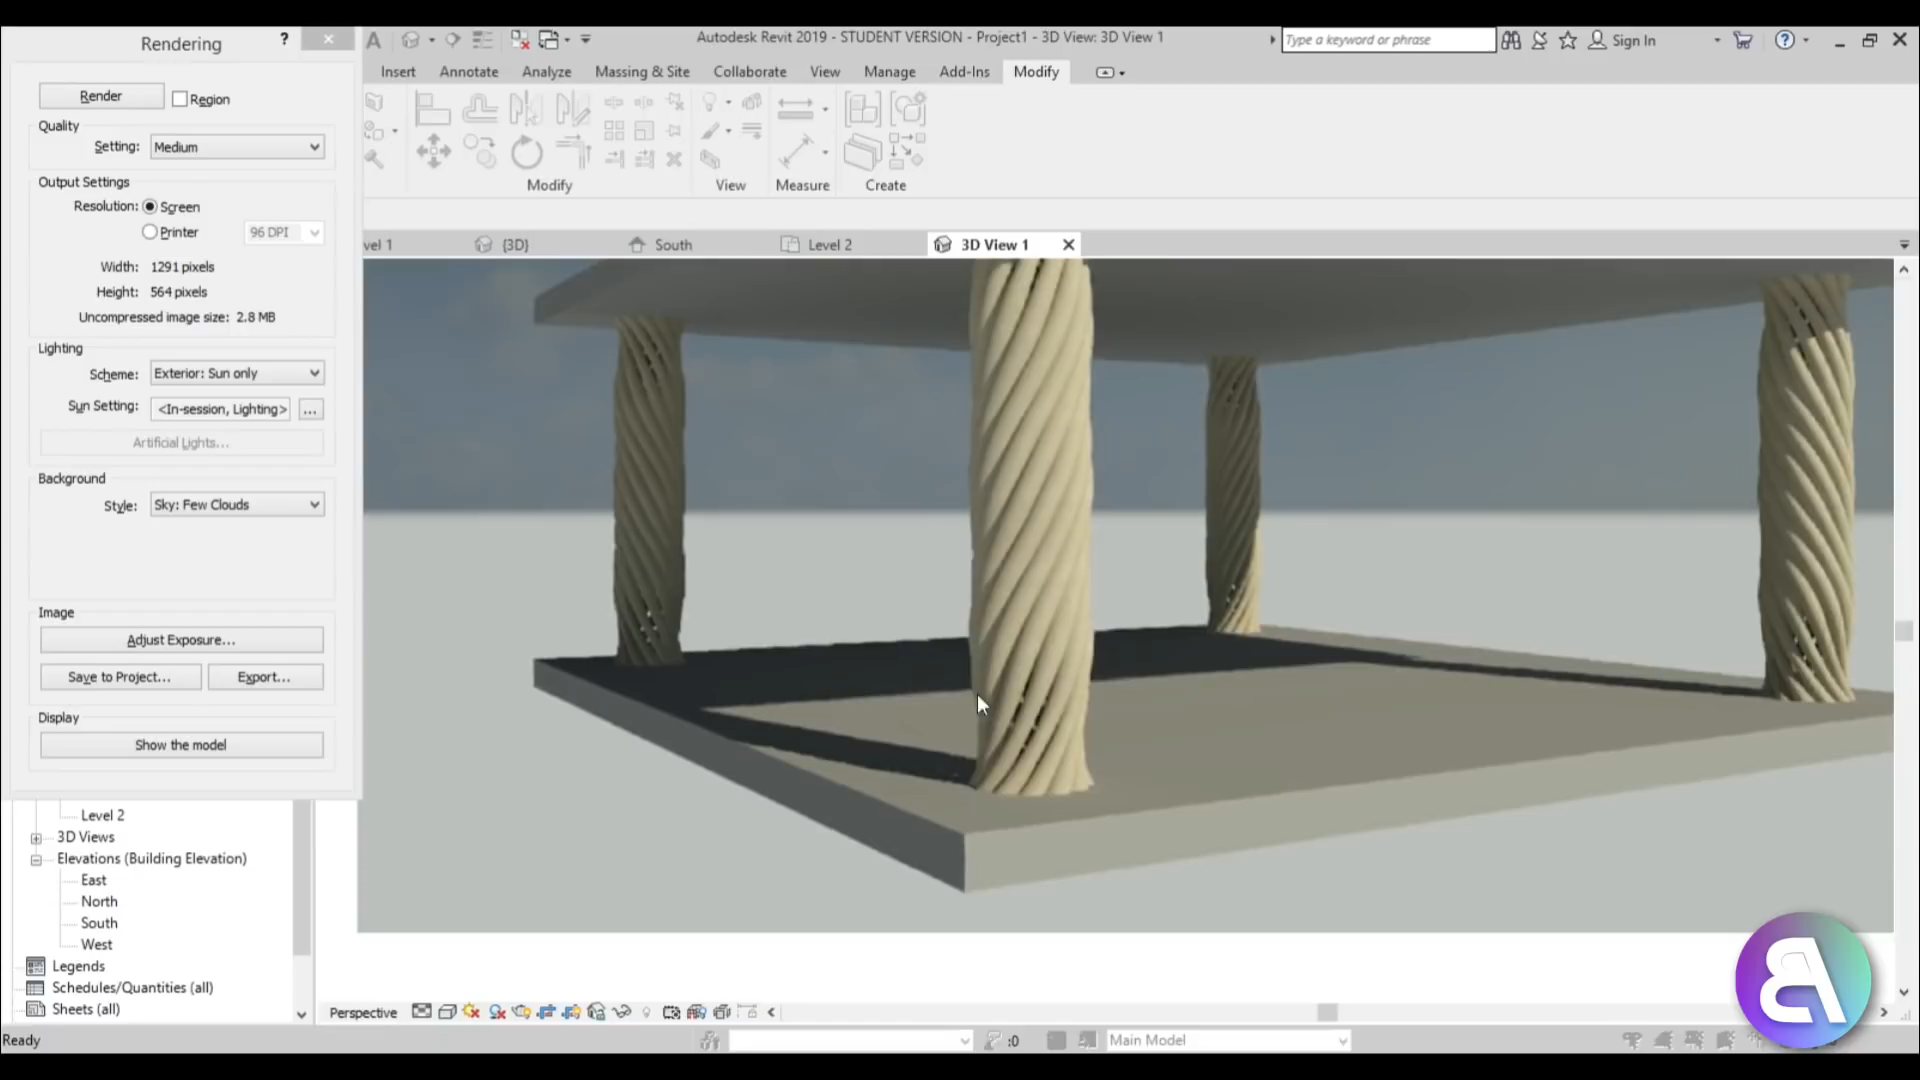 Rendering ?
Autodesk Revit 2019 - STUDENT VERSION - Project1 - 3D View: 3D View 1
Type a keyword or phrase
Sign In
Insert Annotate Analyze Massing & Site Collaborate View Manage Add-Ins Modify
Render Region
Quality
Setting: Medium
Modify View Measure Create
Output Settings
Resolution: Screen
Printer 96 DPI
vel 1 {3D} South Level 2 3D View 1
Width: 1291 pixels
Height: 564 pixels
Uncompressed image size: 2.8 MB
Lighting
Scheme: Exterior: Sun only
Sun Setting: <In-session, Lighting> ...
Artificial Lights...
Background
Style: Sky: Few Clouds
Image
Adjust Exposure...
Save to Project... Export...
Display
Show the model
Level 2
3D Views
Elevations (Building Elevation)
East
North
South
West
Legends
Schedules/Quantities (all)
Sheets (all)
Perspective
Ready
:0 Main Model